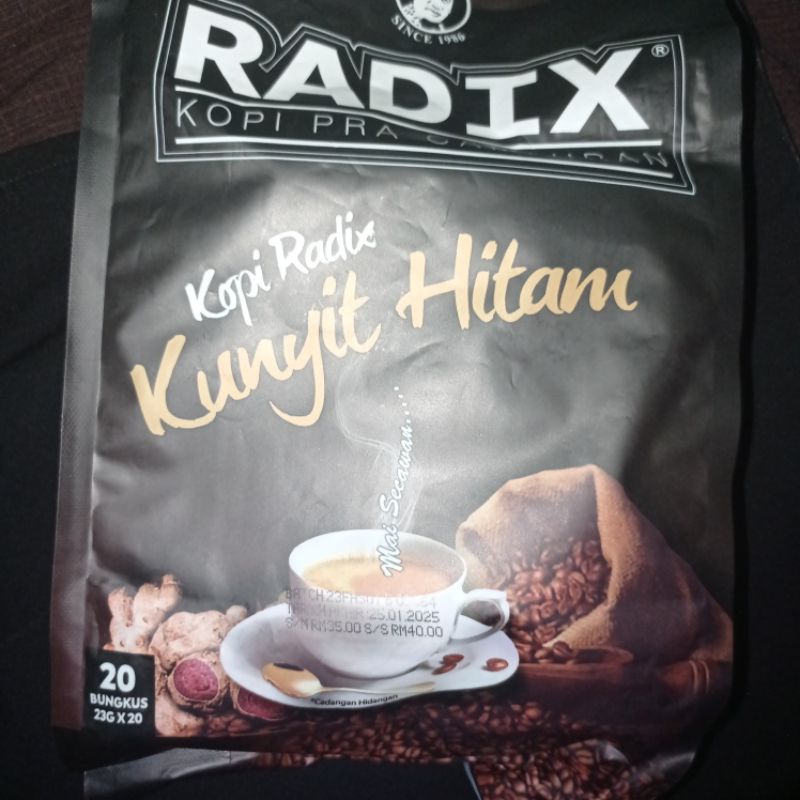 SINCE 1986
RADIX®
KOPI PRA
Kopi Radix
Kunyit Hitam
Mai Secawan.....
25.01.2025
S/M RM35.00 S/S RM40.00
*Cadangan Hidangan
20
BUNGKUS
23G X 20